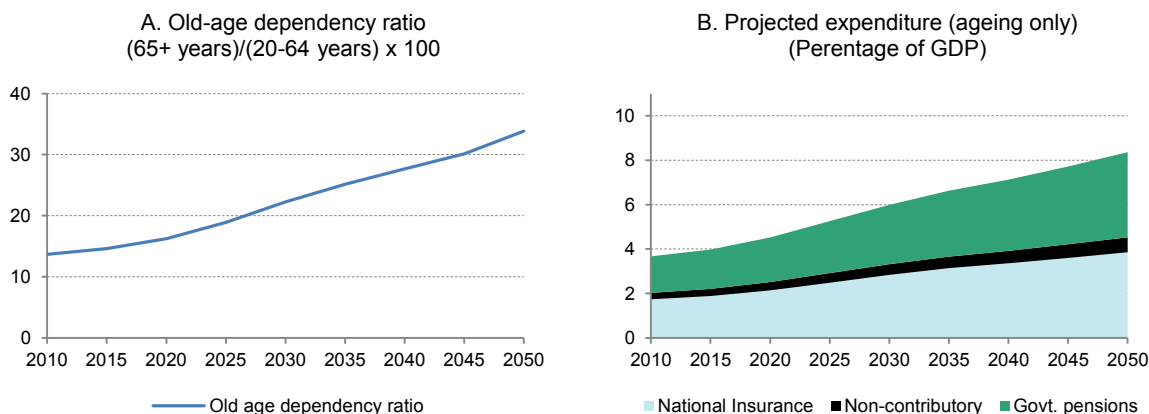 A. Old-age dependency ratio
(65+ years)/(20-64 years) x 100
40
30
20
10
0
2010 2015 2020 2025 2030 2035 2040 2045 2050
Old age dependency ratio
B. Projected expenditure (ageing only)
(Perentage of GDP)
10
8
6
4
2
0
2010 2015 2020 2025 2030 2035 2040 2045 2050
National Insurance Non-contributory Govt. pensions